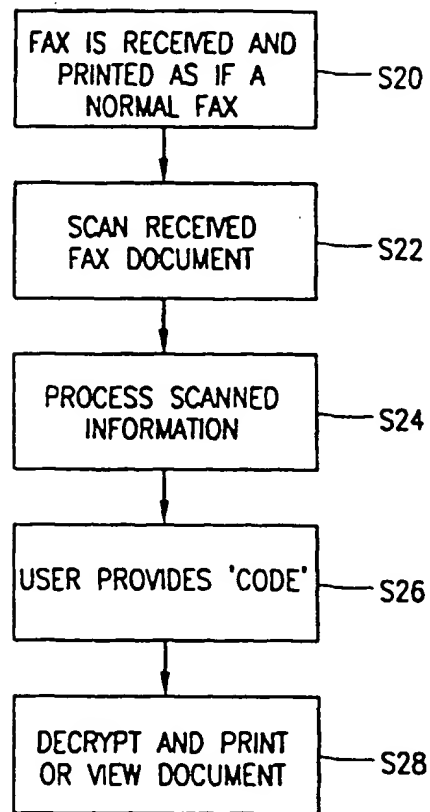 FAX IS RECEIVED AND
PRINTED AS IF A
NORMAL FAX
S20
SCAN RECEIVED
FAX DOCUMENT
S22
PROCESS SCANNED
INFORMATION
S24
USER PROVIDES 'CODE'
S26
DECRYPT AND PRINT
OR VIEW DOCUMENT
S28